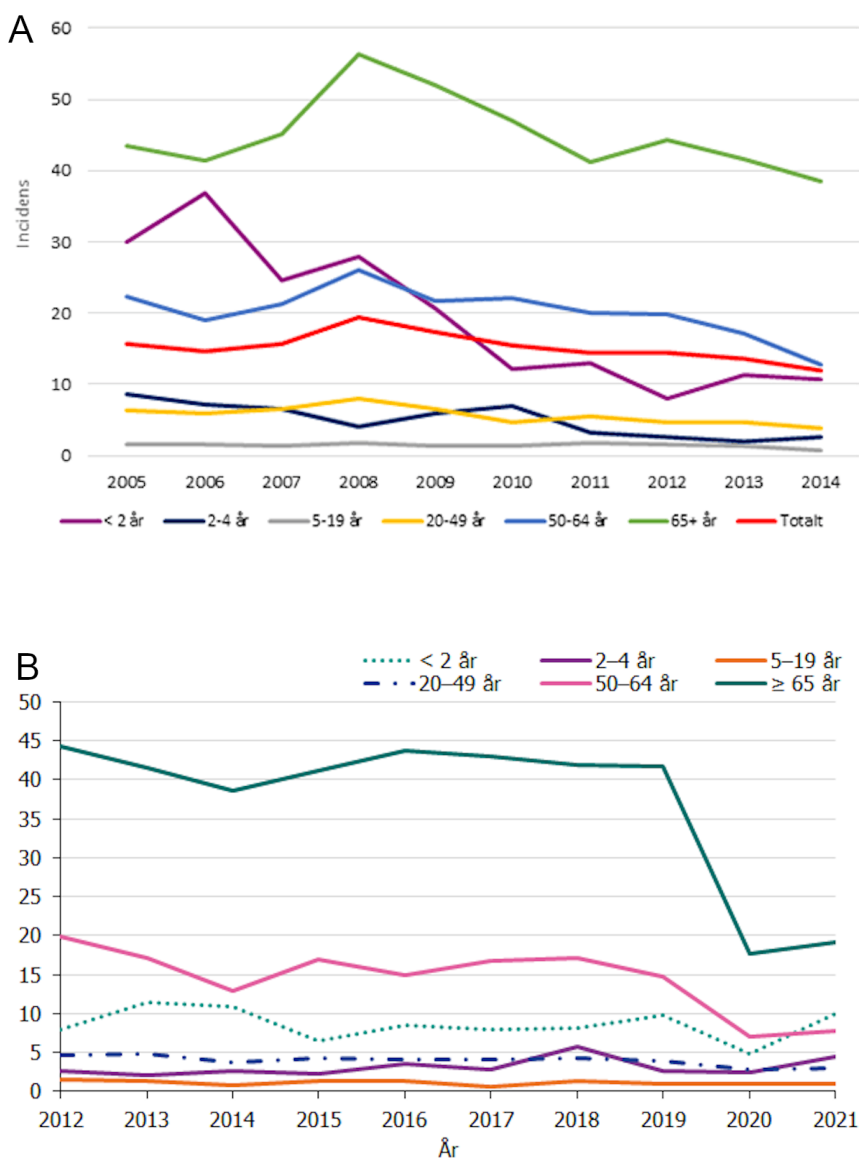 A
60
50
40
30
20
10
0
Incidens
2005 2006 2007 2008 2009 2010 2011 2012 2013 2014
< 2 år 2-4 år 5-19 år 20-49 år 50-64 år 65+ år Totalt
B
< 2 år 2–4 år 5–19 år
20–49 år 50–64 år ≥ 65 år
50
45
40
35
30
25
20
15
10
5
0
2012 2013 2014 2015 2016 2017 2018 2019 2020 2021
År